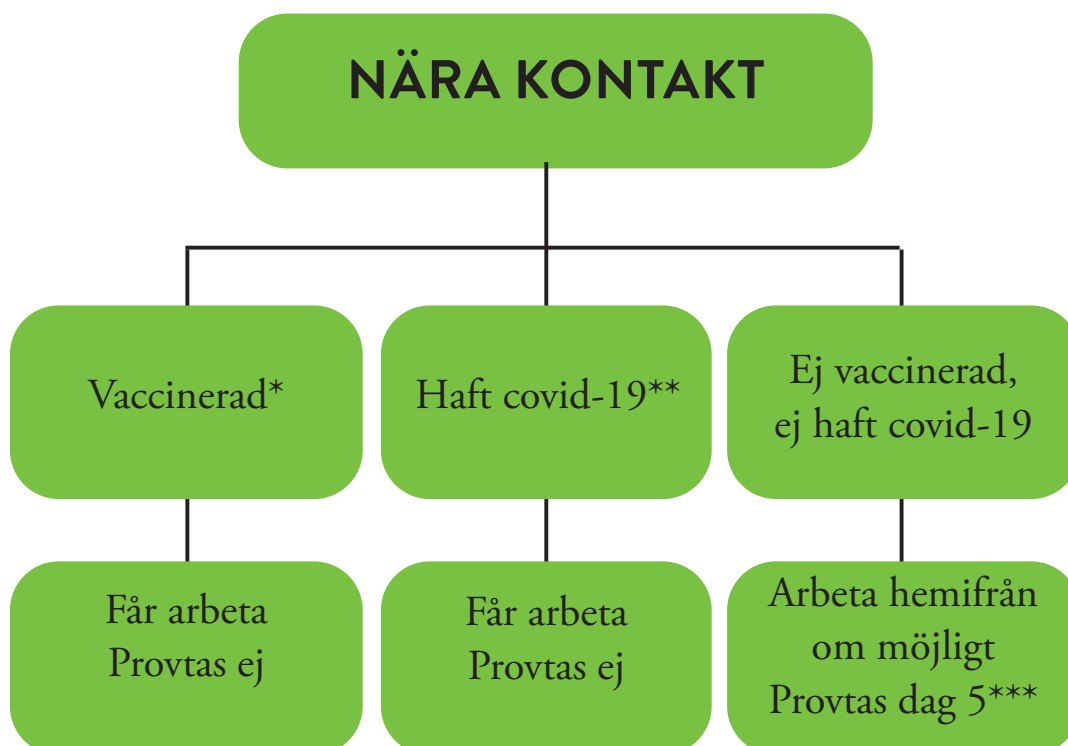 NÄRA KONTAKT
Vaccinerad*
Haft covid-19**
Ej vaccinerad,
ej haft covid-19
Får arbeta
Provtas ej
Får arbeta
Provtas ej
Arbeta hemifrån
om möjligt
Provtas dag 5***